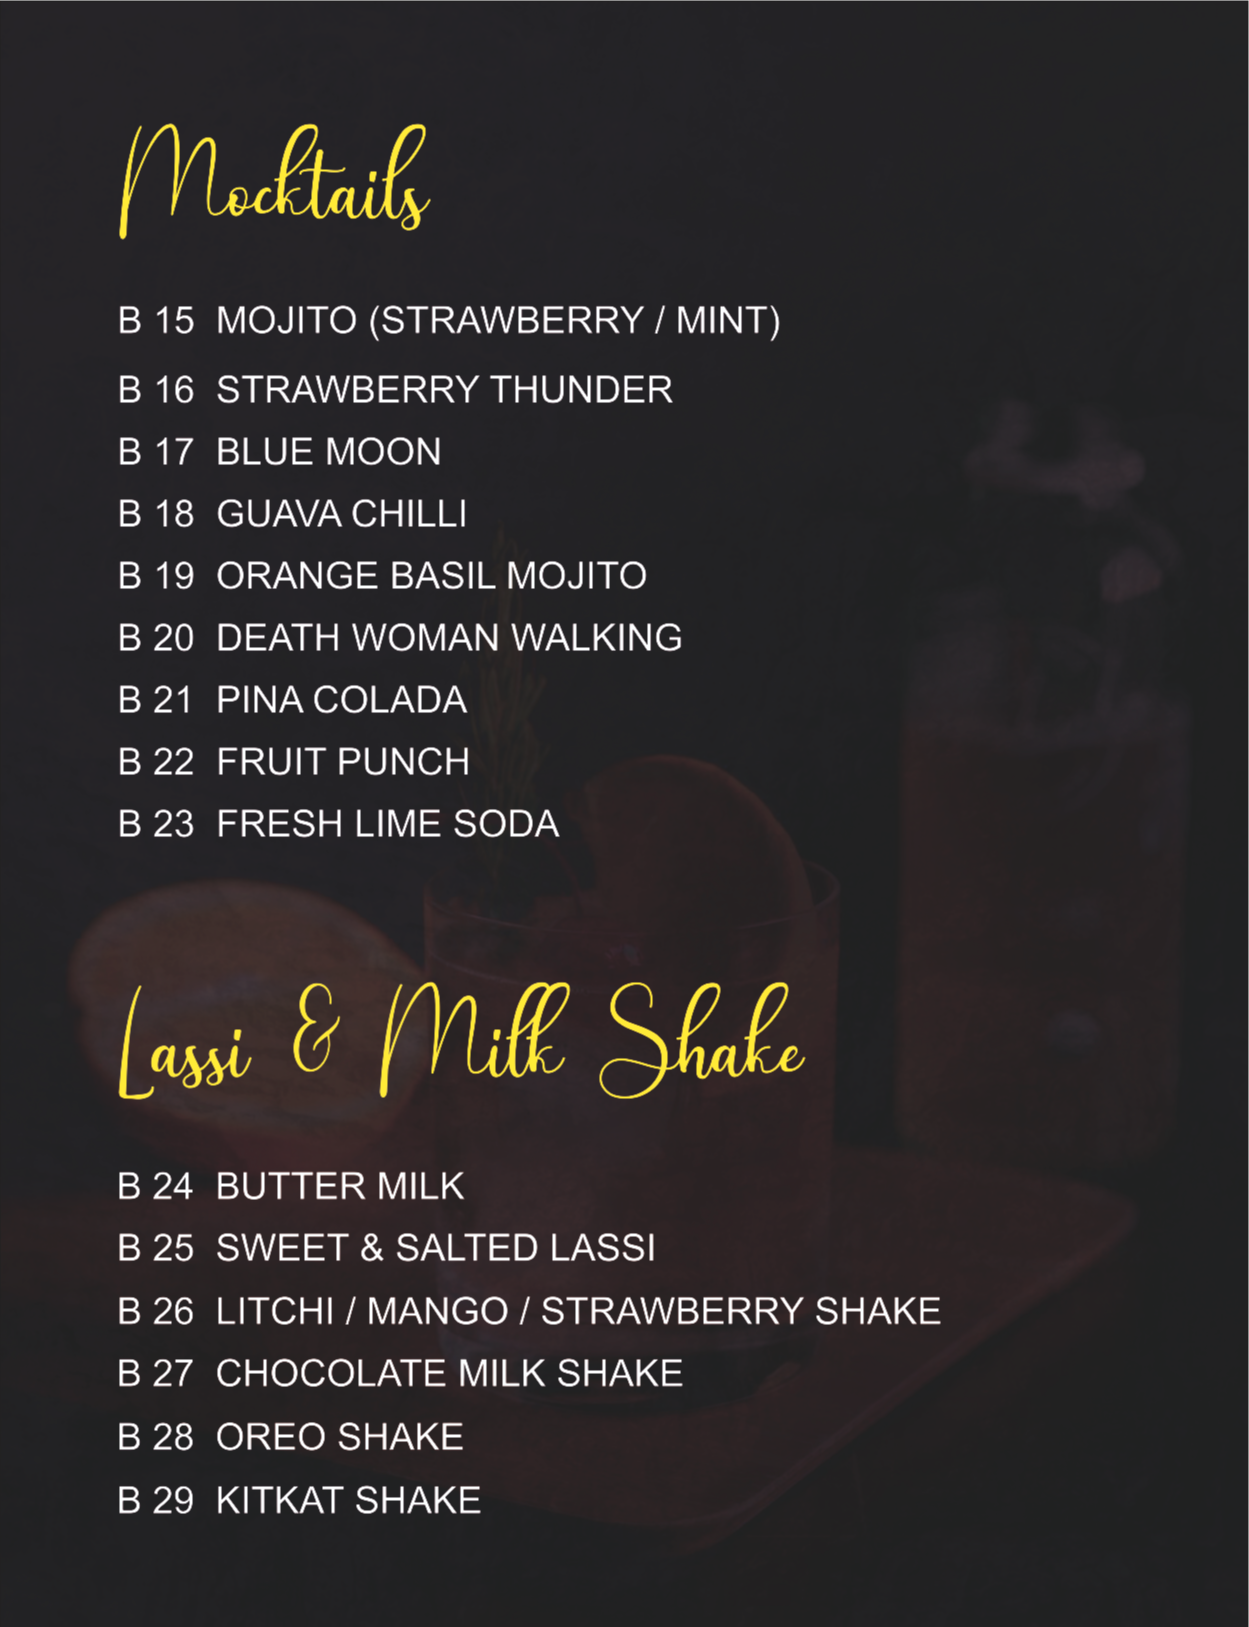 Mocktails
B 15 MOJITO (STRAWBERRY / MINT)
B 16 STRAWBERRY THUNDER
B 17 BLUE MOON
B 18 GUAVA CHILLI
B 19 ORANGE BASIL MOJITO
B 20 DEATH WOMAN WALKING
B 21 PINA COLADA
B 22 FRUIT PUNCH
B 23 FRESH LIME SODA
Lassi & Milk Shake
B 24 BUTTER MILK
B 25 SWEET & SALTED LASSI
B 26 LITCHI / MANGO / STRAWBERRY SHAKE
B 27 CHOCOLATE MILK SHAKE
B 28 OREO SHAKE
B 29 KITKAT SHAKE